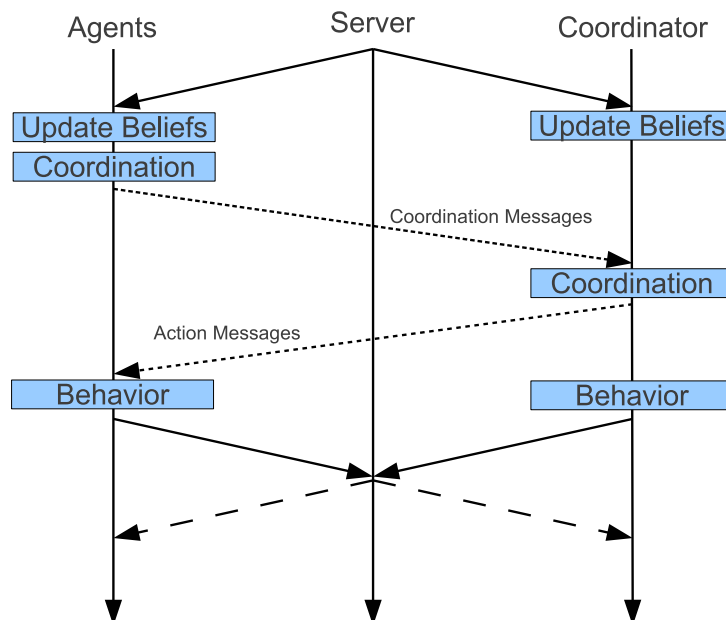 Agents
Server
Coordinator
Update Beliefs
Update Beliefs
Coordination
Coordination Messages
Coordination
Action Messages
Behavior
Behavior